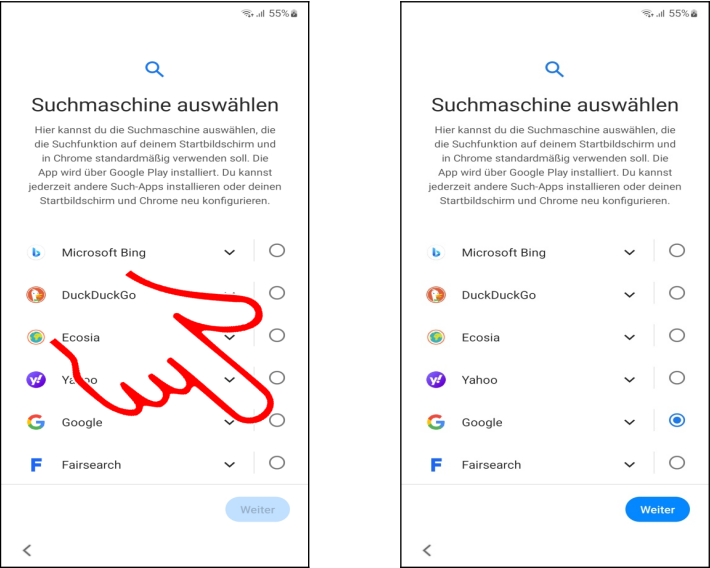 55%
Suchmaschine auswählen
Hier kannst du die Suchmaschine auswählen, die
die Suchfunktion auf deinem Startbildschirm und
in Chrome standardmäßig verwenden soll. Die
App wird über Google Play installiert. Du kannst
jederzeit andere Such-Apps installieren oder deinen
Startbildschirm und Chrome neu konfigurieren.
Microsoft Bing
DuckDuckGo
Ecosia
Yahoo
Google
Fairsearch
Weiter
55%
Suchmaschine auswählen
Hier kannst du die Suchmaschine auswählen, die
die Suchfunktion auf deinem Startbildschirm und
in Chrome standardmäßig verwenden soll. Die
App wird über Google Play installiert. Du kannst
jederzeit andere Such-Apps installieren oder deinen
Startbildschirm und Chrome neu konfigurieren.
Microsoft Bing
DuckDuckGo
Ecosia
Yahoo
Google
Fairsearch
Weiter